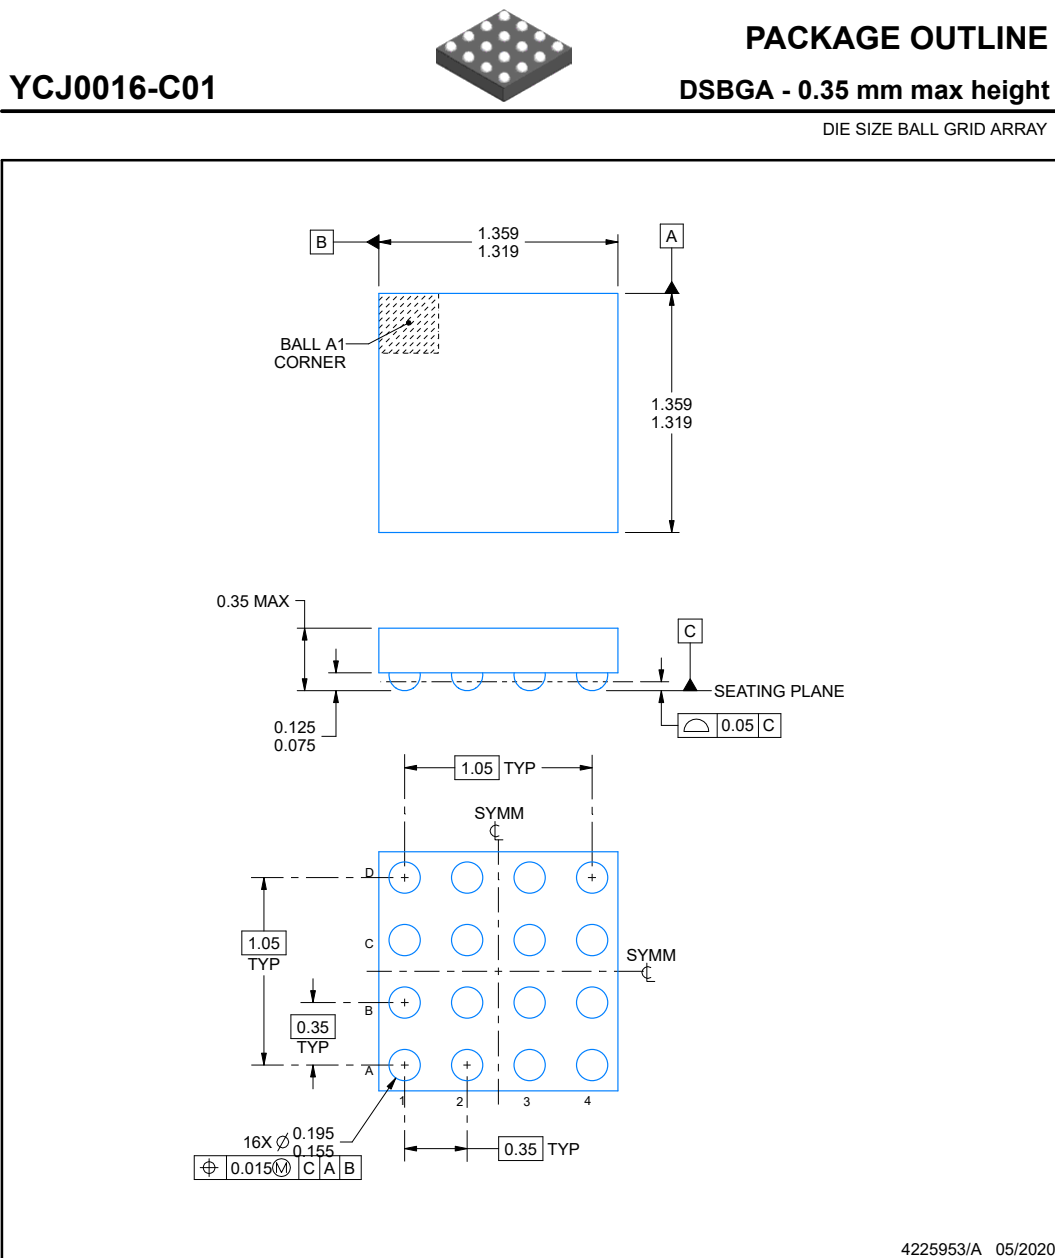 PACKAGE OUTLINE
YCJ0016-C01
DSBGA - 0.35 mm max height
DIE SIZE BALL GRID ARRAY
B
1.359
1.319
A
BALL A1
CORNER
1.359
1.319
0.35 MAX
C
SEATING PLANE
0.05 C
0.125
0.075
1.05 TYP
SYMM
D
C
1.05
TYP
SYMM
B
0.35
TYP
A
1 2 3 4
16X ⌀ 0.195
0.155
0.35 TYP
⌖ 0.015Ⓜ C A B
4225953/A 05/2020